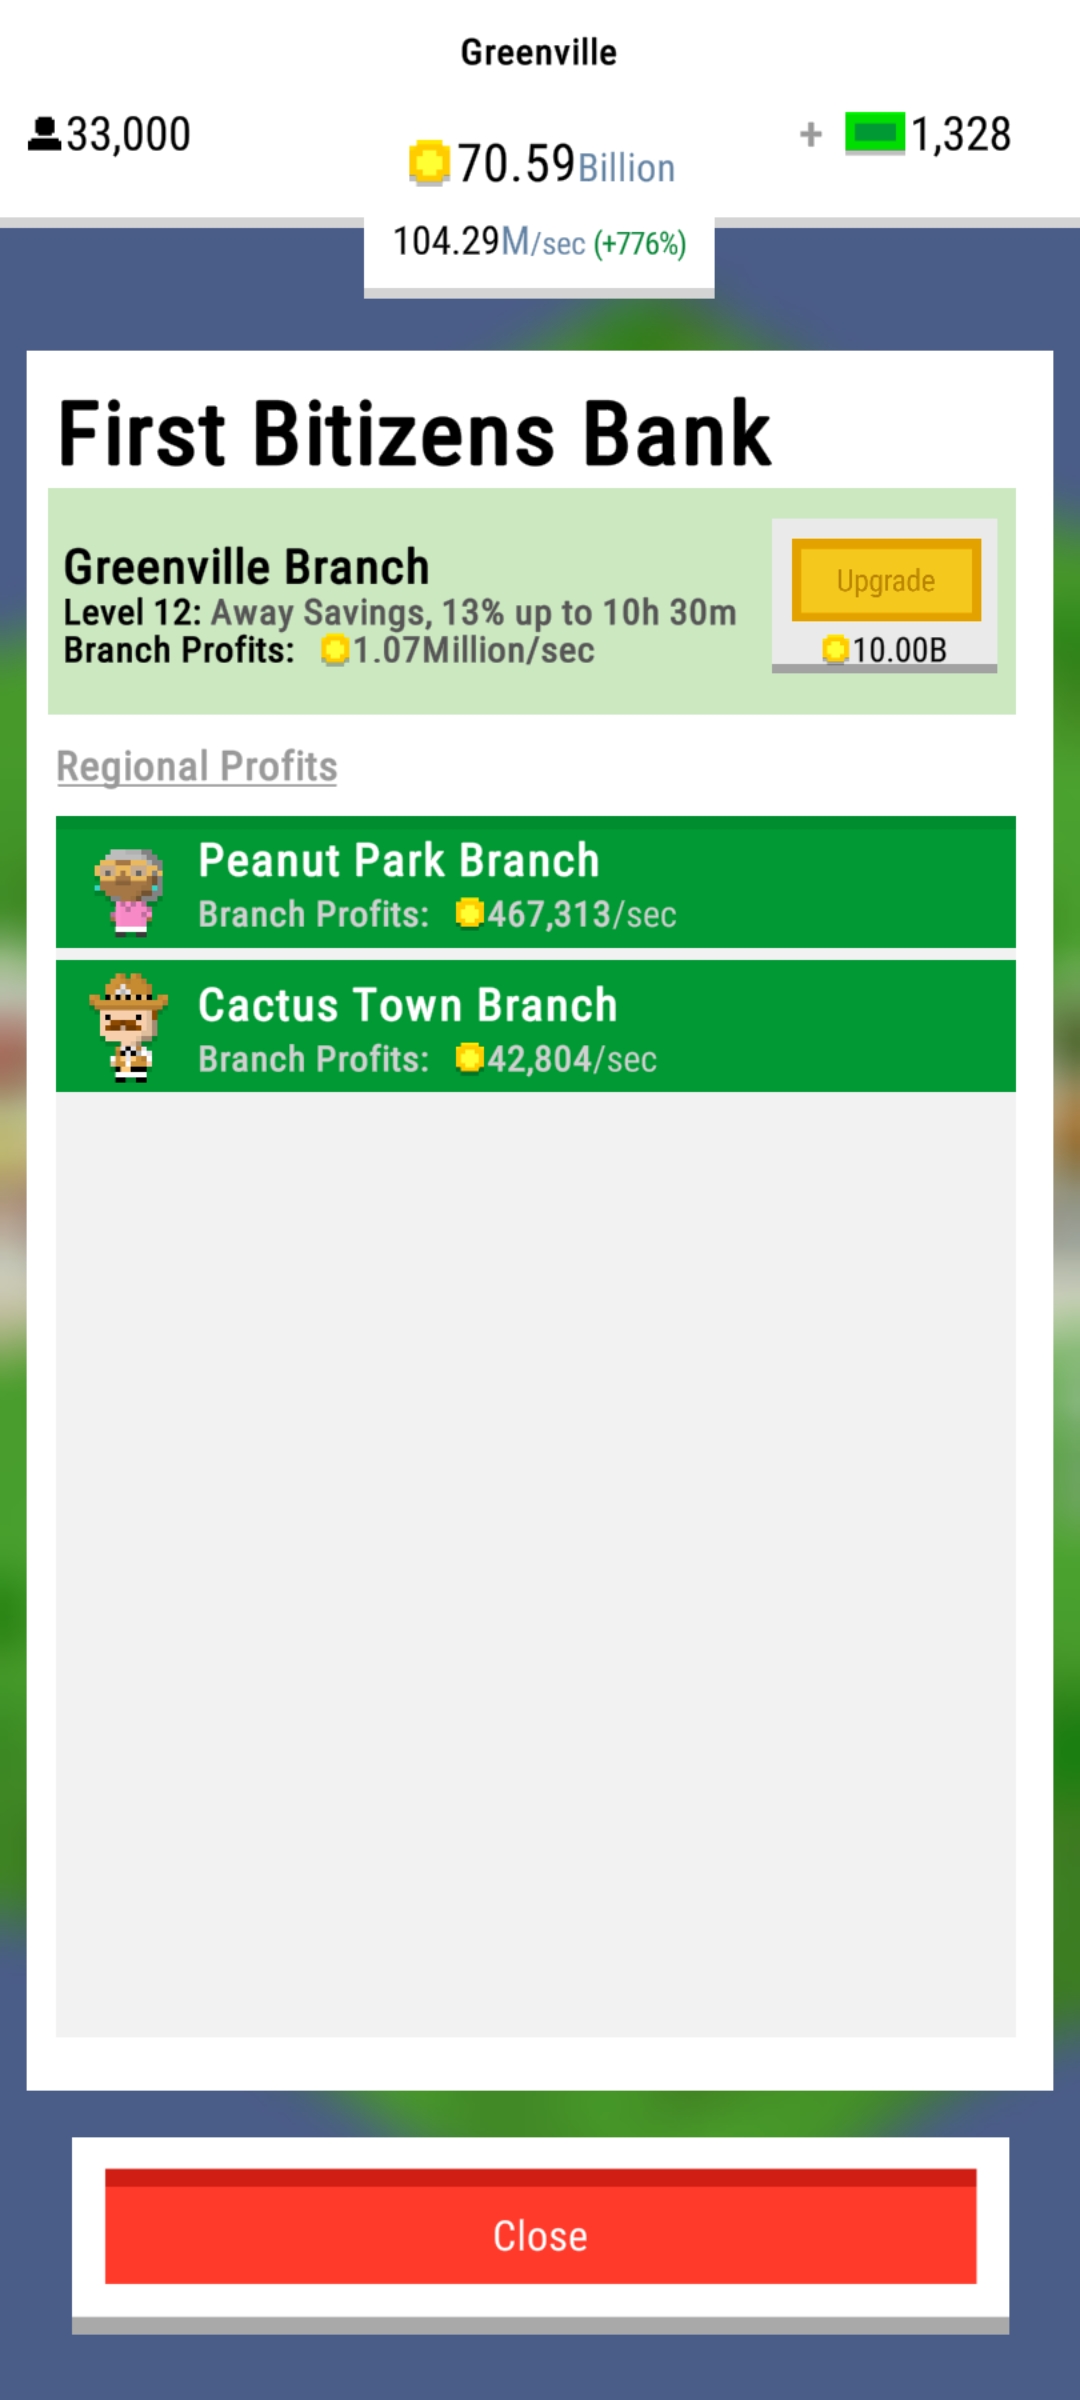 Greenville
33,000
70.59Billion
+ 1,328
104.29M/sec (+776%)
First Bitizens Bank
Greenville Branch
Level 12: Away Savings, 13% up to 10h 30m
Branch Profits: 1.07Million/sec
Upgrade
10.00B
Regional Profits
Peanut Park Branch
Branch Profits: 467,313/sec
Cactus Town Branch
Branch Profits: 42,804/sec
Close